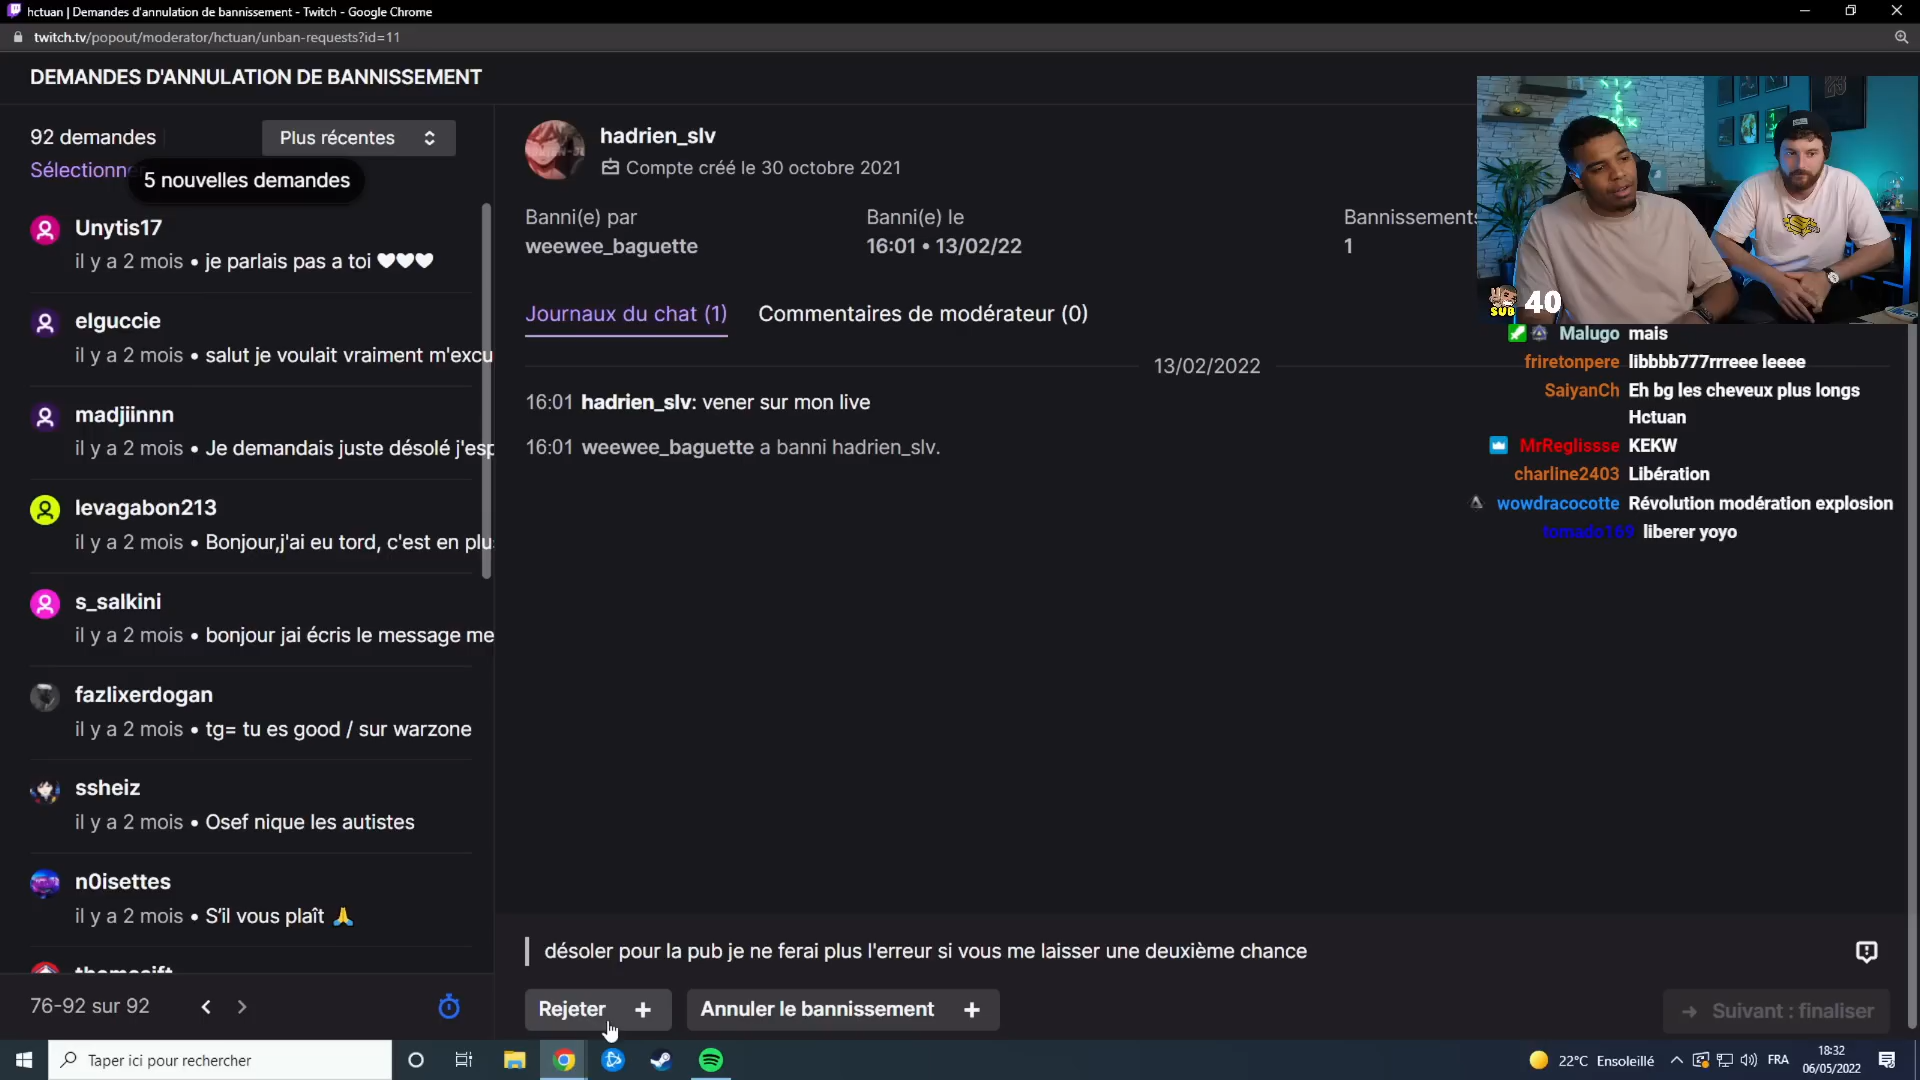 hctuan | Demandes d'annulation de bannissement - Twitch - Google Chrome
twitch.tv/popout/moderator/hctuan/unban-requests?id=11
DEMANDES D'ANNULATION DE BANNISSEMENT
92 demandes
Plus récentes
Sélectionne
5 nouvelles demandes
Unytis17
il y a 2 mois • je parlais pas a toi 🤍🤍🤍
elguccie
il y a 2 mois • salut je voulait vraiment m'excu
madjiinnn
il y a 2 mois • Je demandais juste désolé j'esp
levagabon213
il y a 2 mois • Bonjour,j'ai eu tord, c'est en plu
s_salkini
il y a 2 mois • bonjour jai écris le message me
fazlixerdogan
il y a 2 mois • tg= tu es good / sur warzone
ssheiz
il y a 2 mois • Osef nique les autistes
n0isettes
il y a 2 mois • S'il vous plaît 🙏
76-92 sur 92
hadrien_slv
Compte créé le 30 octobre 2021
Banni(e) par
weewee_baguette
Banni(e) le
16:01 • 13/02/22
Bannissements
1
Journaux du chat (1)
Commentaires de modérateur (0)
13/02/2022
16:01 hadrien_slv: vener sur mon live
16:01 weewee_baguette a banni hadrien_slv.
désoler pour la pub je ne ferai plus l'erreur si vous me laisser une deuxième chance
Rejeter +
Annuler le bannissement +
→ Suivant : finaliser
SUB 40
Malugo mais
friretonpere libbbb777rrreee leeee
SaiyanCh Eh bg les cheveux plus longs
Hctuan
MrReglissse KEKW
charline2403 Libération
wowdracocotte Révolution modération explosion
tomado169 liberer yoyo
Taper ici pour rechercher
22°C Ensoleillé
FRA
18:32
06/05/2022